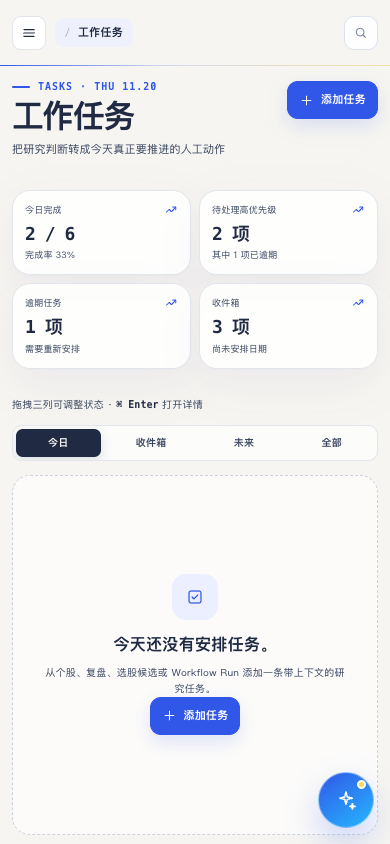 / 工作任务
TASKS · THU 11.20
工作任务
添加任务
把研究判断转成今天真正要推进的人工动作
今日完成
2 / 6
完成率 33%
待处理高优先级
2 项
其中 1 项已逾期
逾期任务
1 项
需要重新安排
收件箱
3 项
尚未安排日期
拖拽三列可调整状态 · ⌘ Enter 打开详情
今日 收件箱 未来 全部
今天还没有安排任务。
从个股、复盘、选股候选或 Workflow Run 添加一条带上下文的研
究任务。
添加任务